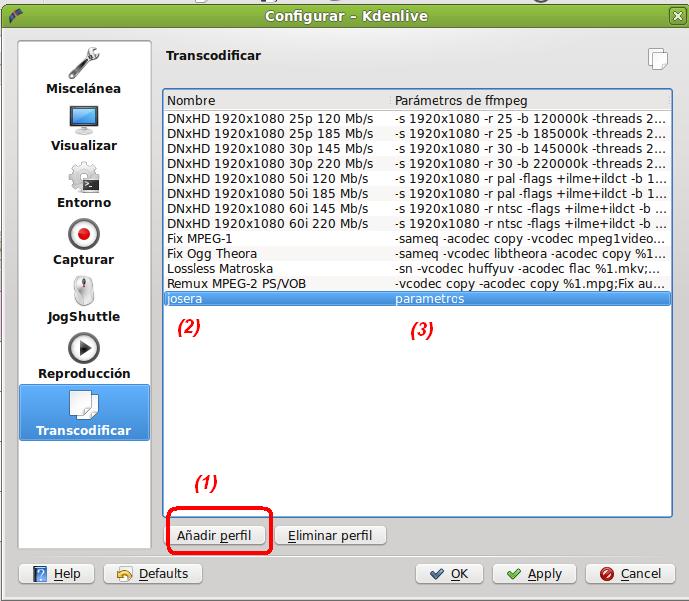 Configurar – Kdenlive
Miscelánea
Visualizar
Entorno
Capturar
JogShuttle
Reproducción
Transcodificar
Transcodificar
Nombre Parámetros de ffmpeg
DNxHD 1920x1080 25p 120 Mb/s -s 1920x1080 -r 25 -b 120000k -threads 2...
DNxHD 1920x1080 25p 185 Mb/s -s 1920x1080 -r 25 -b 185000k -threads 2...
DNxHD 1920x1080 30p 145 Mb/s -s 1920x1080 -r 30 -b 145000k -threads 2...
DNxHD 1920x1080 30p 220 Mb/s -s 1920x1080 -r 30 -b 220000k -threads 2...
DNxHD 1920x1080 50i 120 Mb/s -s 1920x1080 -r pal -flags +ilme+ildct -b 1...
DNxHD 1920x1080 50i 185 Mb/s -s 1920x1080 -r pal -flags +ilme+ildct -b 1...
DNxHD 1920x1080 60i 145 Mb/s -s 1920x1080 -r ntsc -flags +ilme+ildct -b ...
DNxHD 1920x1080 60i 220 Mb/s -s 1920x1080 -r ntsc -flags +ilme+ildct -b ...
Fix MPEG-1 -sameq -acodec copy -vcodec mpeg1video...
Fix Ogg Theora -sameq -vcodec libtheora -acodec copy %1...
Lossless Matroska -sn -vcodec huffyuv -acodec flac %1.mkv;...
Remux MPEG-2 PS/VOB -vcodec copy -acodec copy %1.mpg;Fix au...
josera parametros
(2) (3)
(1)
Añadir perfil Eliminar perfil
Help Defaults OK Apply Cancel